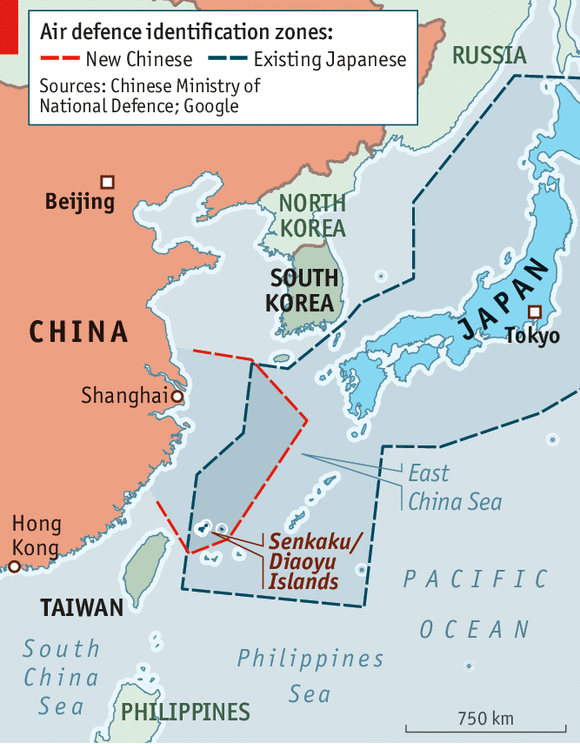 Air defence identification zones:
New Chinese Existing Japanese
Sources: Chinese Ministry of
National Defence; Google
RUSSIA
Beijing
NORTH
KOREA
SOUTH
KOREA
JAPAN
CHINA
Tokyo
Shanghai
East
China Sea
Hong
Kong
Senkaku/
Diaoyu
Islands
TAIWAN
PACIFIC
OCEAN
South
China
Sea
Philippines
Sea
PHILIPPINES
750 km